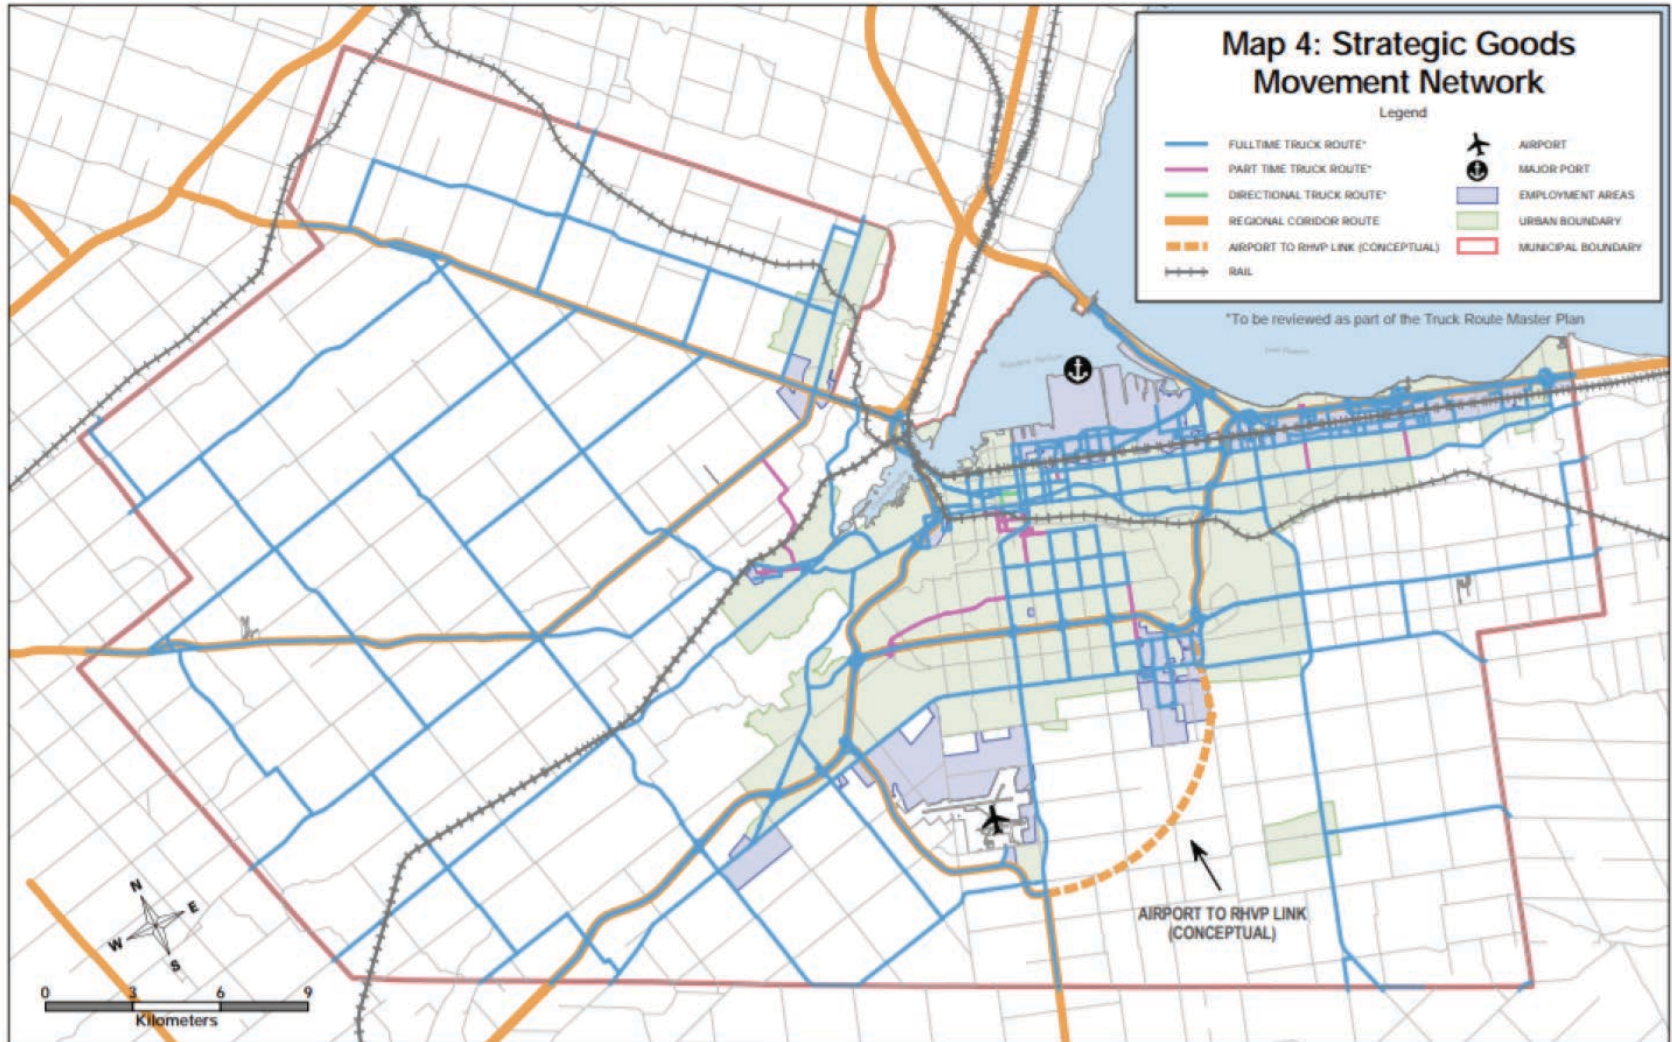 Map 4: Strategic Goods
Movement Network
Legend
FULLTIME TRUCK ROUTE*
PART TIME TRUCK ROUTE*
DIRECTIONAL TRUCK ROUTE*
REGIONAL CORIDOR ROUTE
AIRPORT TO RHVP LINK (CONCEPTUAL)
RAIL
AIRPORT
MAJOR PORT
EMPLOYMENT AREAS
URBAN BOUNDARY
MUNICIPAL BOUNDARY
*To be reviewed as part of the Truck Route Master Plan
AIRPORT TO RHVP LINK
(CONCEPTUAL)
N
E
W
S
0 3 6 9
Kilometers